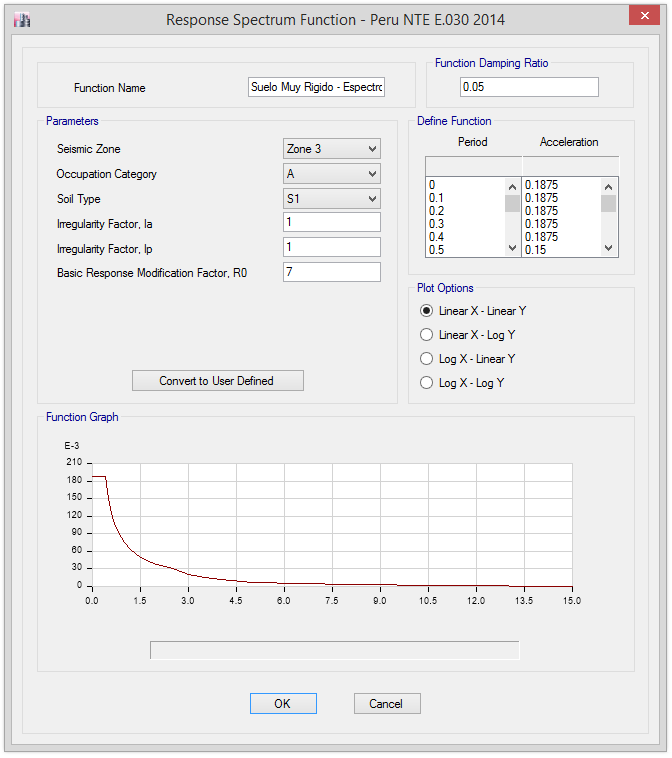 Response Spectrum Function - Peru NTE E.030 2014
Function Name
Suelo Muy Rigido - Espectro
Function Damping Ratio
0.05
Parameters
Seismic Zone
Zone 3
Occupation Category
A
Soil Type
S1
Irregularity Factor, Ia
1
Irregularity Factor, Ip
1
Basic Response Modification Factor, R0
7
Convert to User Defined
Define Function
Period
Acceleration
0
0.1875
0.1
0.1875
0.2
0.1875
0.3
0.1875
0.4
0.1875
0.5
0.15
Plot Options
Linear X - Linear Y
Linear X - Log Y
Log X - Linear Y
Log X - Log Y
Function Graph
E-3
210
180
150
120
90
60
30
0
0.0
1.5
3.0
4.5
6.0
7.5
9.0
10.5
12.0
13.5
15.0
OK
Cancel